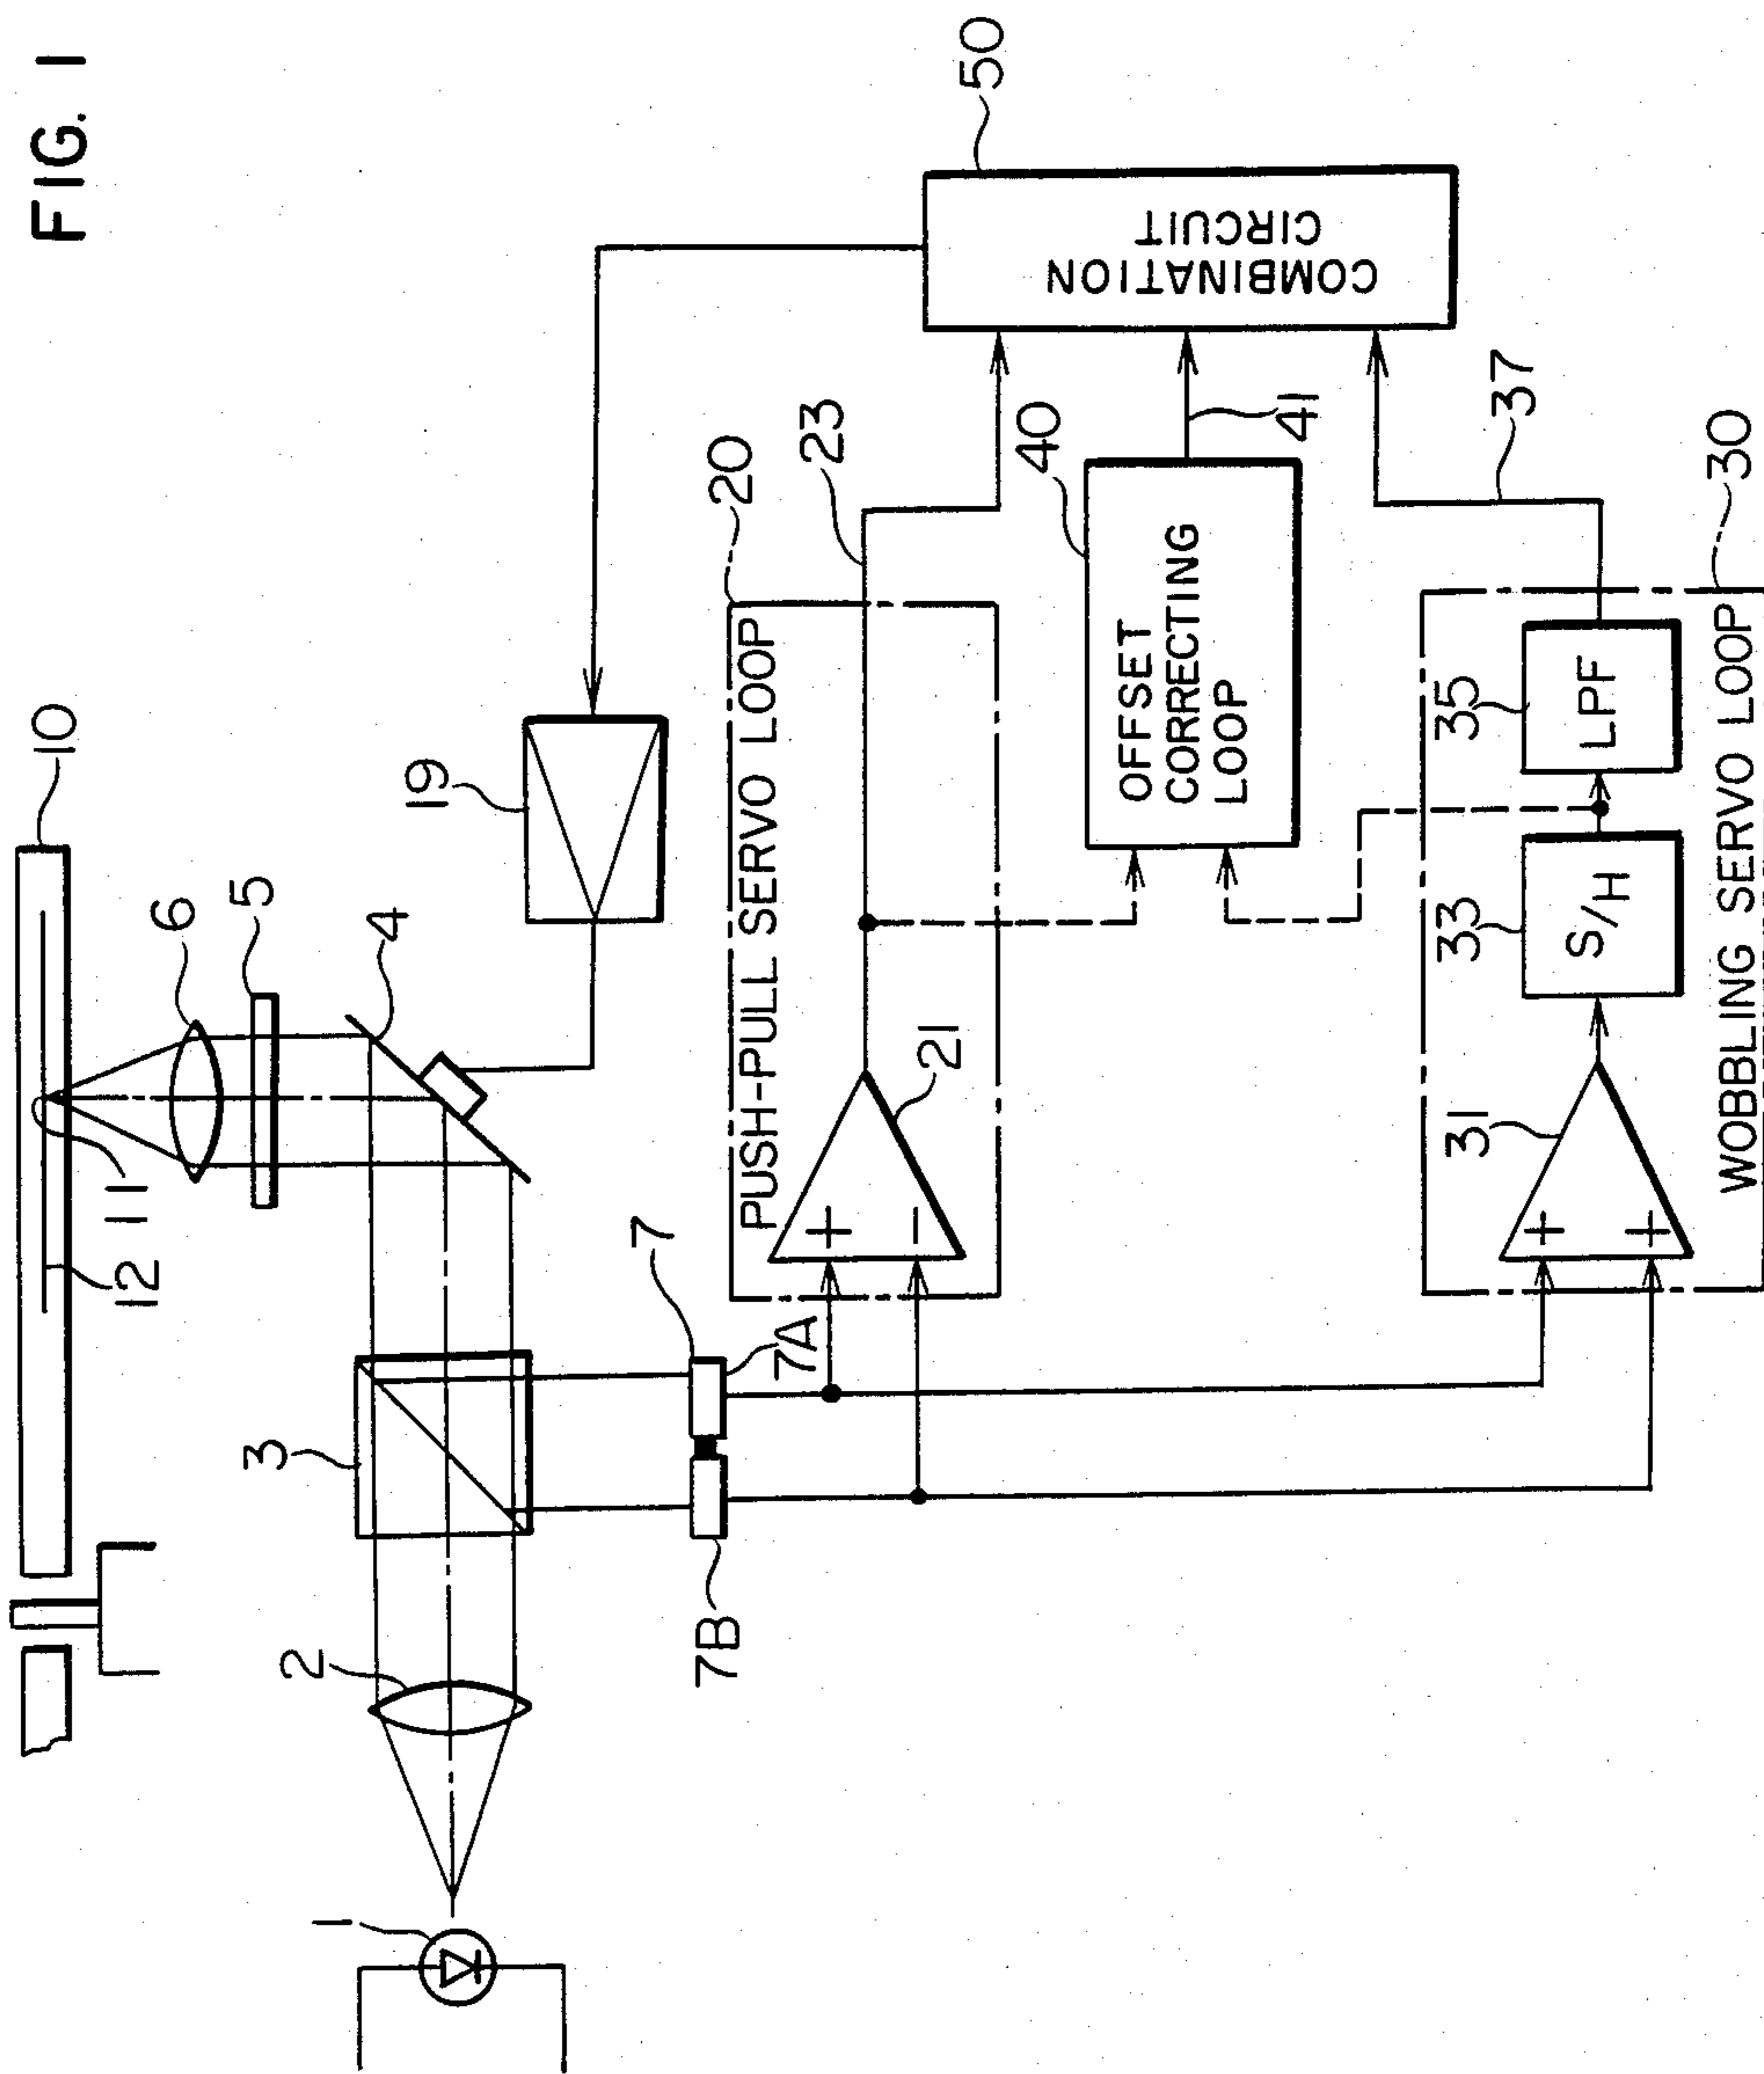 FIG. 1
10
11
12
6
5
4
3
2
1
7
7A
7B
19
20
PUSH-PULL SERVO LOOP
21
23
40
OFFSET
CORRECTING
LOOP
41
50
COMBINATION
CIRCUIT
30
WOBBLING SERVO LOOP
31
+
+
+
−
33
S/H
35
LPF
37